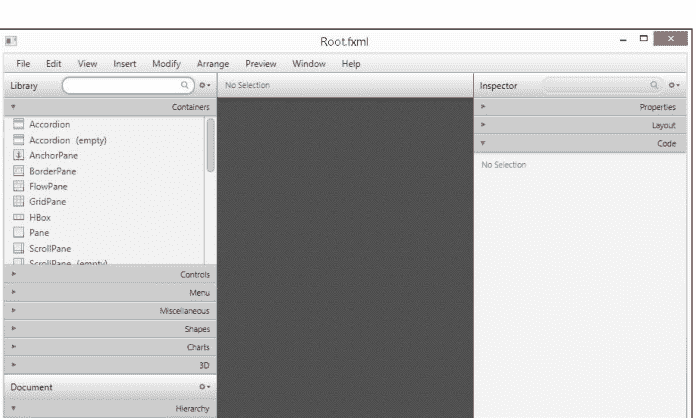 Root.fxml
File Edit View Insert Modify Arrange Preview Window Help
Library
No Selection
Inspector
Containers
Accordion
Accordion (empty)
AnchorPane
BorderPane
FlowPane
GridPane
HBox
Pane
ScrollPane
ScrollPane (empty)
Controls
Menu
Miscellaneous
Shapes
Charts
3D
Document
Hierarchy
Properties
Layout
Code
No Selection